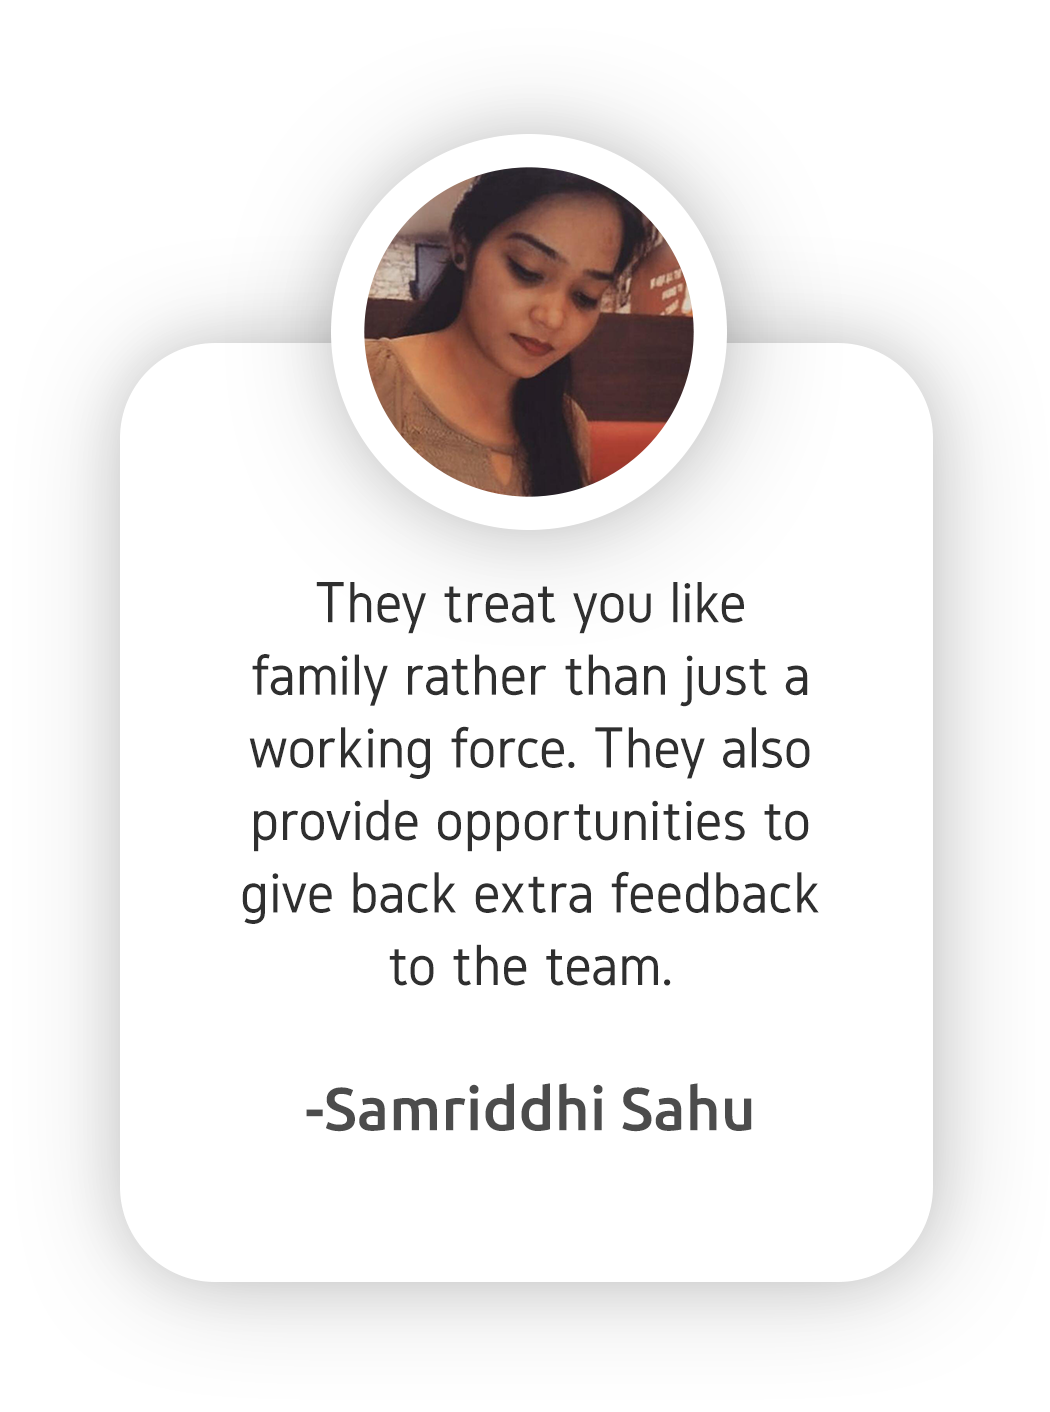 They treat you like
family rather than just a
working force. They also
provide opportunities to
give back extra feedback
to the team.
-Samriddhi Sahu